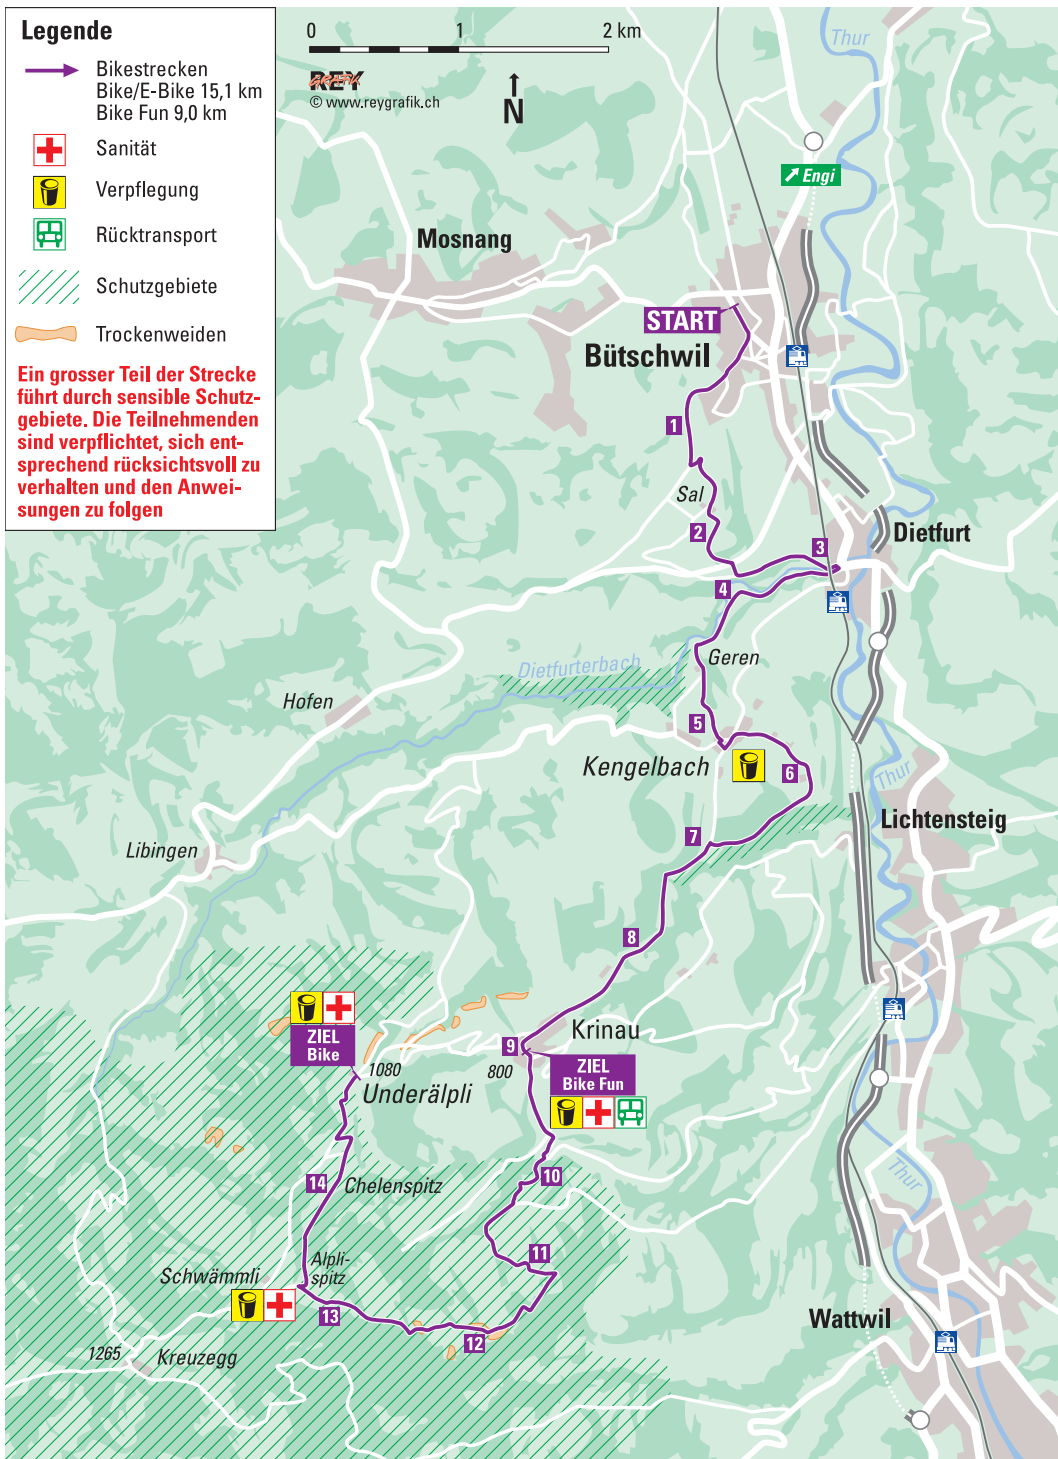 Legende
Bikestrecken
Bike/E-Bike 15,1 km
Bike Fun 9,0 km
Sanität
Verpflegung
Rücktransport
Schutzgebiete
Trockenweiden
Ein grosser Teil der Strecke
führt durch sensible Schutz-
gebiete. Die Teilnehmenden
sind verpflichtet, sich ent-
sprechend rücksichtsvoll zu
verhalten und den Anwei-
sungen zu folgen
0 1 2 km
REY
GRAFIK
© www.reygrafik.ch
N
Thur
Engi
Mosnang
START
Bütschwil
1
Sal
2
3
Dietfurt
4
Geren
Dietfurterbach
Hofen
5
Kengelbach
6
Thur
Lichtensteig
7
Libingen
8
ZIEL
Bike
Krinau
9
1080
800
ZIEL
Bike Fun
Underälpli
10
14
Chelenspitz
Thur
11
Alpli-
spitz
Schwämmli
13
12
Wattwil
1265
Kreuzegg